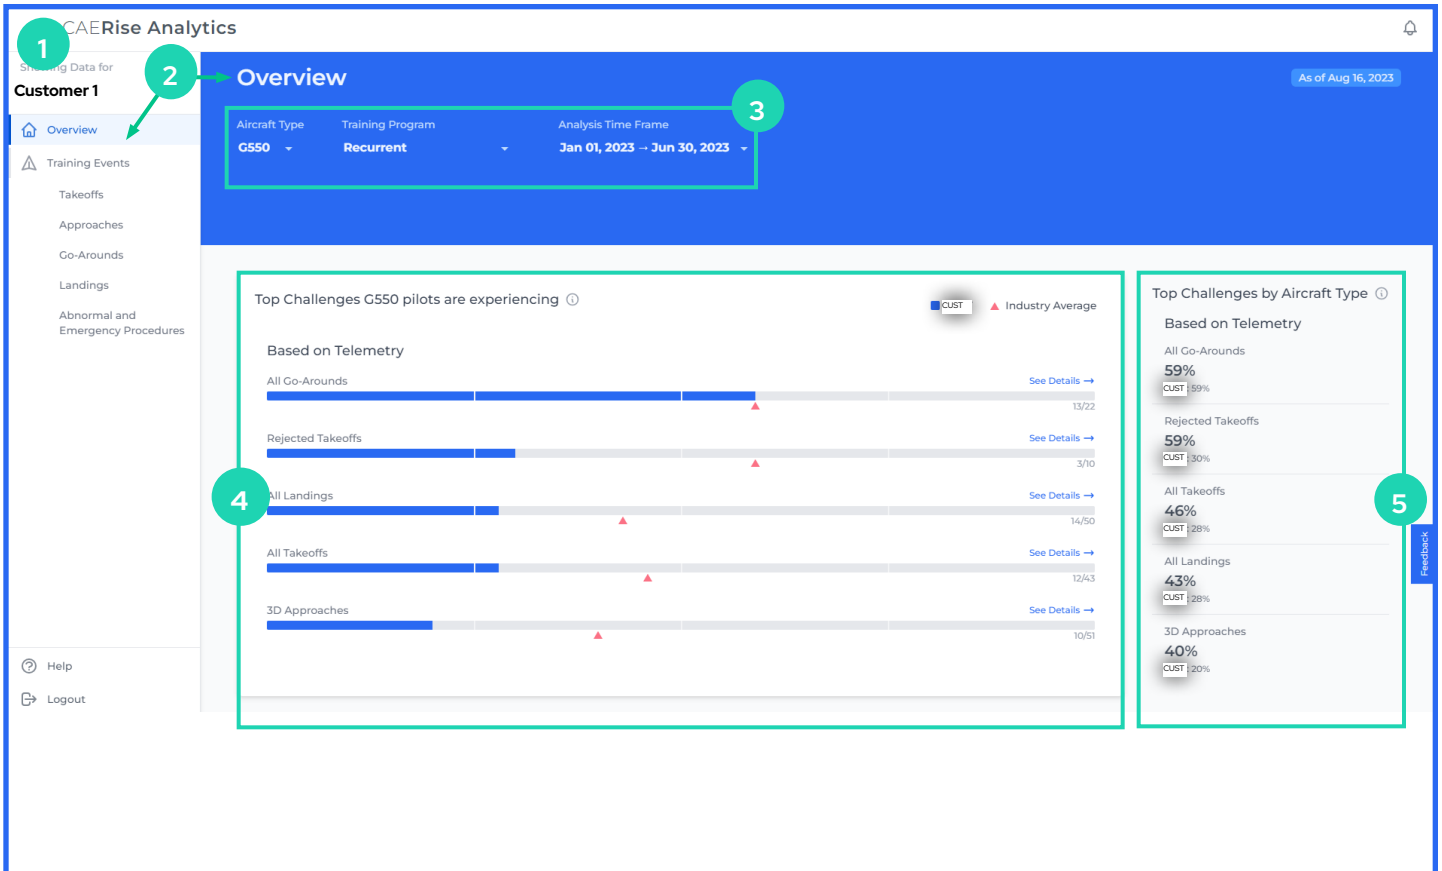 CAERise Analytics
1
Showing Data for
Customer 1
2
Overview
Training Events
Takeoffs
Approaches
Go-Arounds
Landings
Abnormal and
Emergency Procedures
Help
Logout
Overview
As of Aug 16, 2023
3
Aircraft Type Training Program Analysis Time Frame
G550 Recurrent Jan 01, 2023 → Jun 30, 2023
4
Top Challenges G550 pilots are experiencing
CUST Industry Average
Based on Telemetry
All Go-Arounds See Details →
13/22
Rejected Takeoffs See Details →
3/10
All Landings See Details →
14/50
All Takeoffs See Details →
12/43
3D Approaches See Details →
10/51
5
Top Challenges by Aircraft Type
Based on Telemetry
All Go-Arounds
59%
CUST : 59%
Rejected Takeoffs
59%
CUST : 30%
All Takeoffs
46%
CUST : 28%
All Landings
43%
CUST : 28%
3D Approaches
40%
CUST : 20%
Feedback